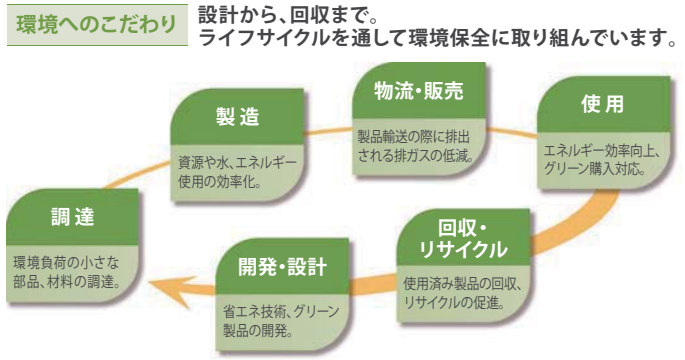 環境へのこだわり
設計から、回収まで。
ライフサイクルを通して環境保全に取り組んでいます。
調達
環境負荷の小さな
部品、材料の調達。
製造
資源や水、エネルギー
使用の効率化。
物流・販売
製品輸送の際に排出
される排ガスの低減。
使用
エネルギー効率向上、
グリーン購入対応。
回収・
リサイクル
使用済み製品の回収、
リサイクルの促進。
開発・設計
省エネ技術、グリーン
製品の開発。